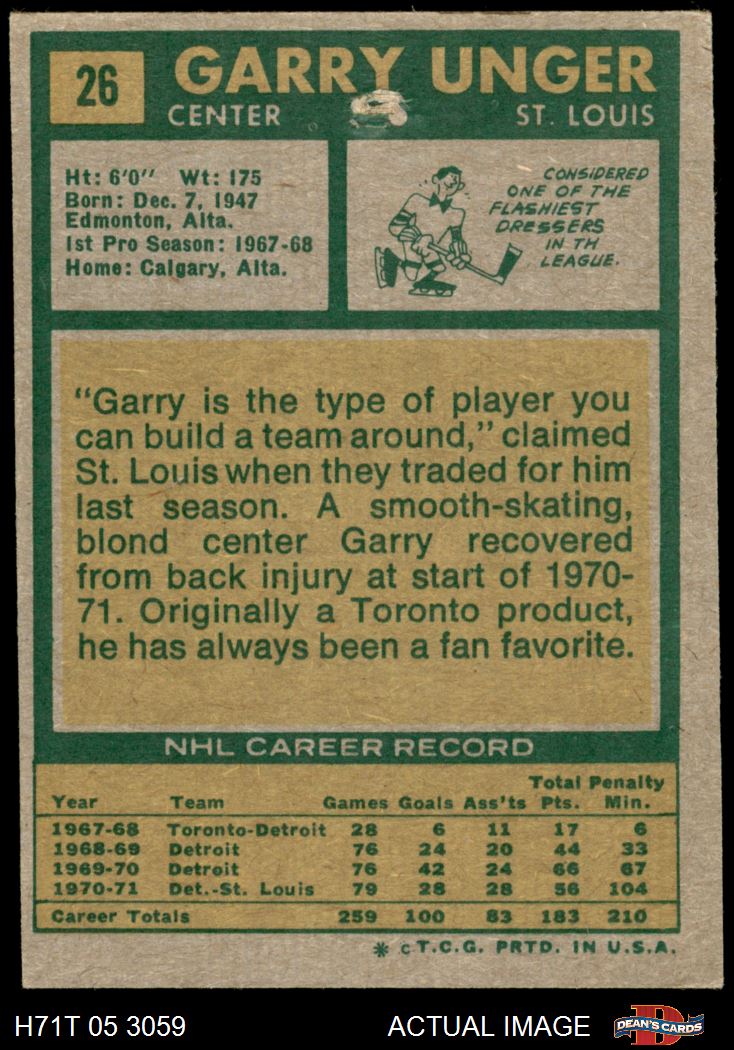 26
GARRY UNGER
CENTER
ST. LOUIS
Ht: 6'0'' Wt: 175
Born: Dec. 7, 1947
Edmonton, Alta.
1st Pro Season: 1967-68
Home: Calgary, Alta.
CONSIDERED
ONE OF THE
FLASHIEST
DRESSERS
IN TH
LEAGUE.
"Garry is the type of player you
can build a team around," claimed
St. Louis when they traded for him
last season. A smooth-skating,
blond center Garry recovered
from back injury at start of 1970-
71. Originally a Toronto product,
he has always been a fan favorite.
NHL CAREER RECORD
Total Penalty
Year Team Games Goals Ass'ts Pts. Min.
1967-68 Toronto-Detroit 28 6 11 17 6
1968-69 Detroit 76 24 20 44 33
1969-70 Detroit 76 42 24 66 67
1970-71 Det.-St. Louis 79 28 28 56 104
Career Totals 259 100 83 183 210
* c T.C.G. PRTD. IN U.S.A.
H71T 05 3059
ACTUAL IMAGE
D
DEAN'S CARDS